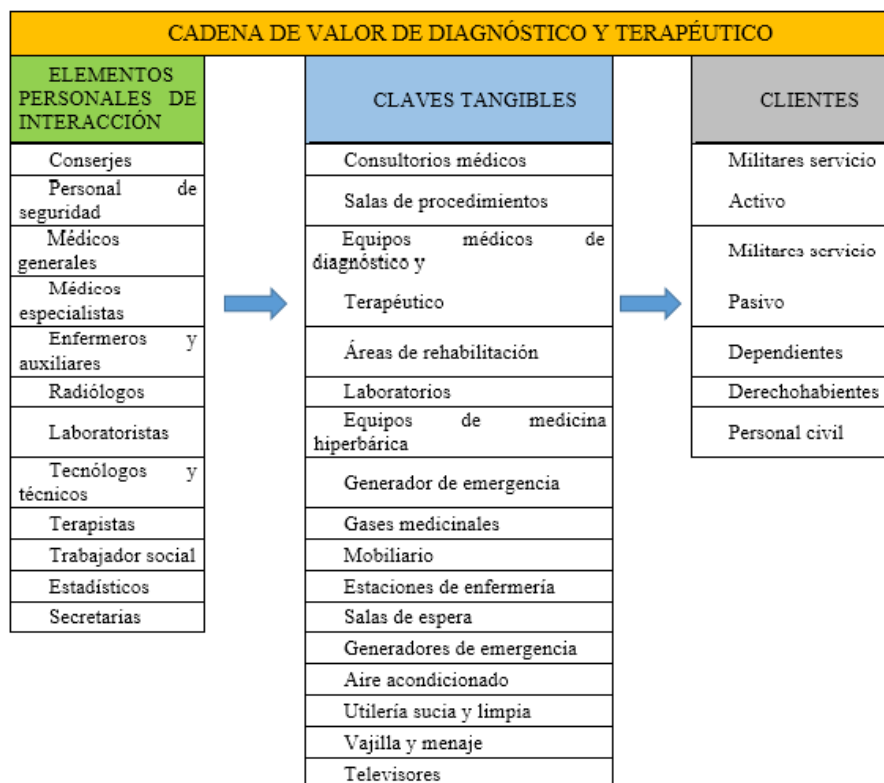 CADENA DE VALOR DE DIAGNÓSTICO Y TERAPÉUTICO
ELEMENTOS
PERSONALES DE
INTERACCIÓN
Conserjes
Personal de
seguridad
Médicos
generales
Médicos
especialistas
Enfermeros y
auxiliares
Radiólogos
Laboratoristas
Tecnólogos y
técnicos
Terapistas
Trabajador social
Estadísticos
Secretarias
CLAVES TANGIBLES
Consultorios médicos
Salas de procedimientos
Equipos médicos de
diagnóstico y
Terapéutico
Áreas de rehabilitación
Laboratorios
Equipos de medicina
hiperbárica
Generador de emergencia
Gases medicinales
Mobiliario
Estaciones de enfermería
Salas de espera
Generadores de emergencia
Aire acondicionado
Utilería sucia y limpia
Vajilla y menaje
Televisores
CLIENTES
Militares servicio
Activo
Militares servicio
Pasivo
Dependientes
Derechohabientes
Personal civil